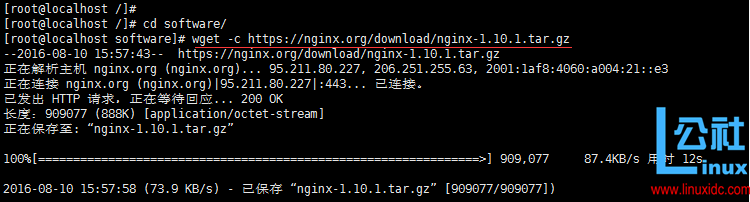 [root@localhost /]#
[root@localhost /]# cd software/
[root@localhost software]# wget -c https://nginx.org/download/nginx-1.10.1.tar.gz
--2016-08-10 15:57:43--  https://nginx.org/download/nginx-1.10.1.tar.gz
正在解析主机 nginx.org (nginx.org)... 95.211.80.227, 206.251.255.63, 2001:1af8:4060:a004:21::e3
正在连接 nginx.org (nginx.org)|95.211.80.227|:443... 已连接。
已发出 HTTP 请求，正在等待回应... 200 OK
长度：909077 (888K) [application/octet-stream]
正在保存至: “nginx-1.10.1.tar.gz”
100%[===============================================================>] 909,077     87.4KB/s 用时 12s
2016-08-10 15:57:58 (73.9 KB/s) - 已保存 “nginx-1.10.1.tar.gz” [909077/909077])
Linux公社
www.linuxidc.com